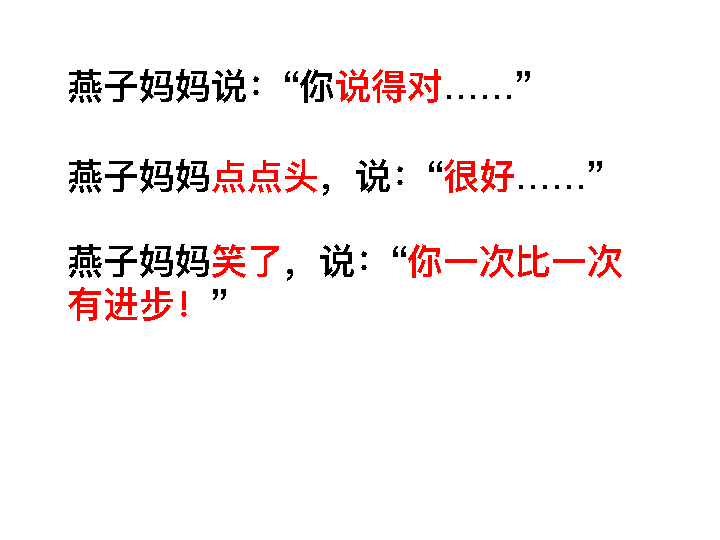 燕子妈妈说：“你说得对……”
燕子妈妈点点头，说：“很好……”
燕子妈妈笑了，说：“你一次比一次
有进步！”